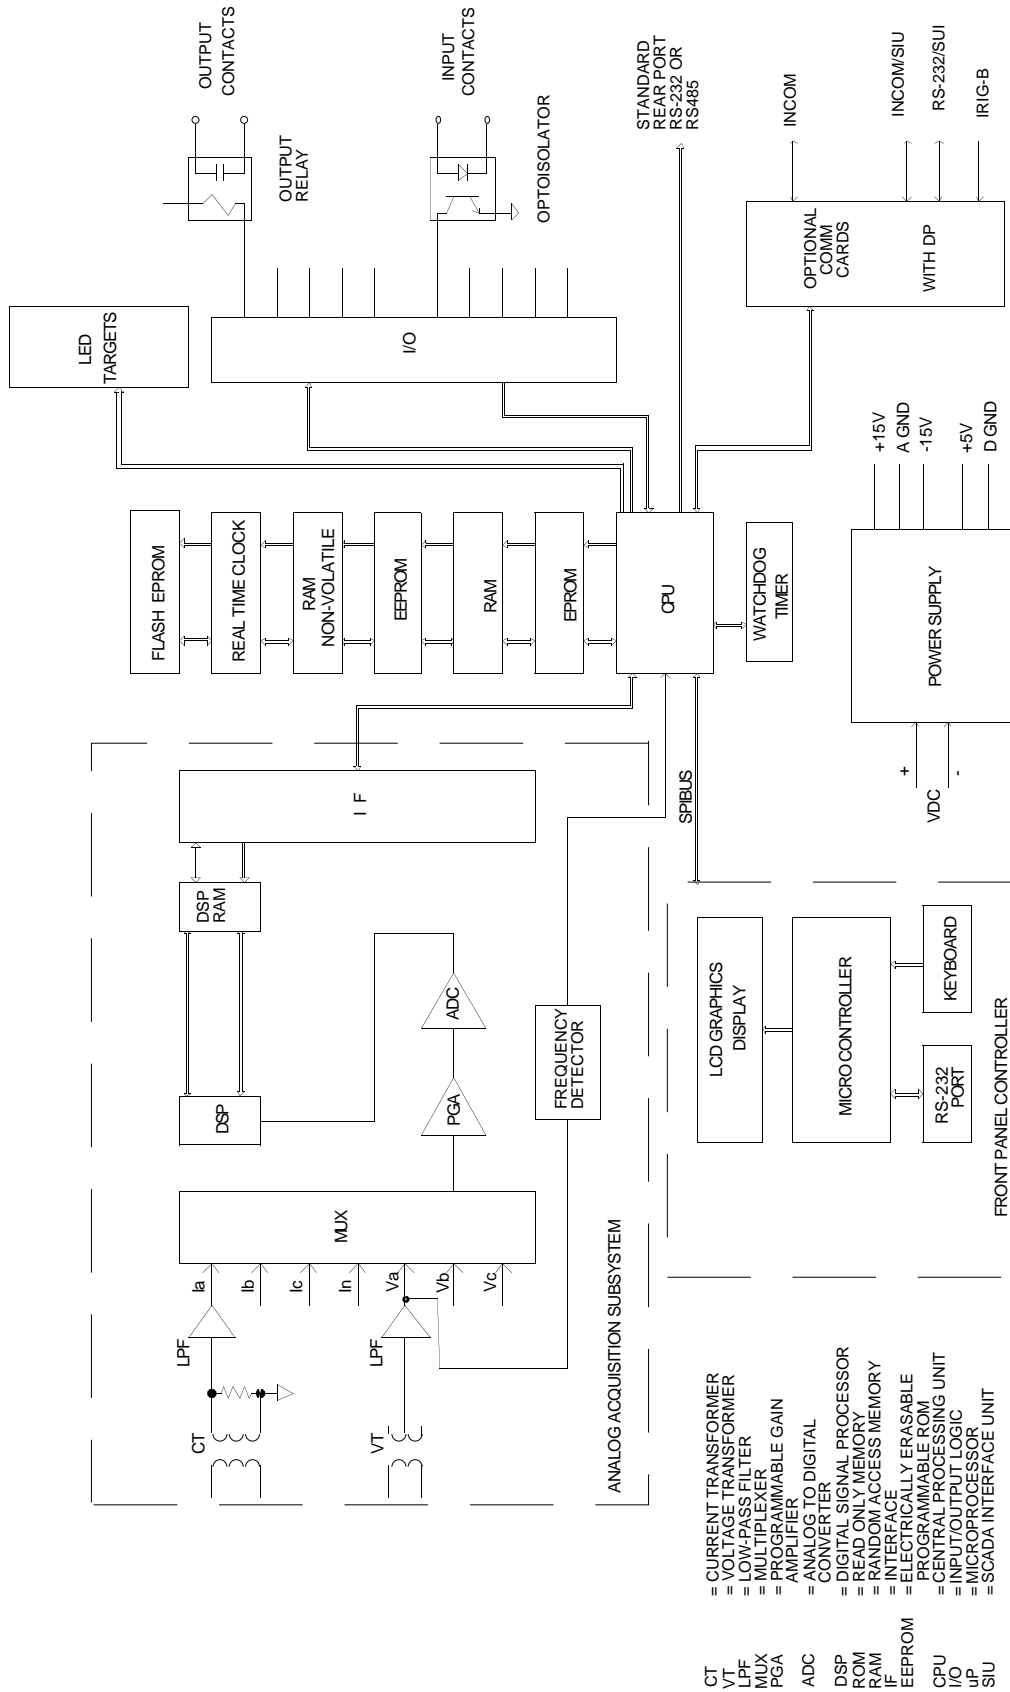 OUTPUT
CONTACTS
INPUT
CONTACTS
OUTPUT
RELAY
OPTOISOLATOR
STANDARD
REAR PORT
RS-232 OR
RS485
INCOM
INCOM/SIU
RS-232/SUI
IRIG-B
LED
TARGETS
I/O
OPTIONAL
COMM
CARDS
WITH DP
FLASH EPROM
REAL TIME CLOCK
RAM
NON-VOLATILE
EEPROM
RAM
EPROM
CPU
WATCHDOG
TIMER
+15V
A GND
-15V
+5V
D GND
POWER SUPPLY
+
VDC
-
SPIBUS
I F
DSP
RAM
DSP
ADC
PGA
FREQUENCY
DETECTOR
MUX
Ia
Ib
Ic
In
Va
Vb
Vc
LPF
LPF
CT
VT
ANALOG ACQUISITION SUBSYSTEM
LCD GRAPHICS
DISPLAY
MICROCONTROLLER
KEYBOARD
RS-232
PORT
FRONT PANEL CONTROLLER
CT = CURRENT TRANSFORMER
VT = VOLTAGE TRANSFORMER
LPF = LOW-PASS FILTER
MUX = MULTIPLEXER
PGA = PROGRAMMABLE GAIN
AMPLIFIER
ADC = ANALOG TO DIGITAL
CONVERTER
DSP = DIGITAL SIGNAL PROCESSOR
ROM = READ ONLY MEMORY
RAM = RANDOM ACCESS MEMORY
IF = INTERFACE
EEPROM = ELECTRICALLY ERASABLE
PROGRAMMABLE ROM
CPU = CENTRAL PROCESSING UNIT
I/O = INPUT/OUTPUT LOGIC
uP = MICROPROCESSOR
SIU = SCADA INTERFACE UNIT